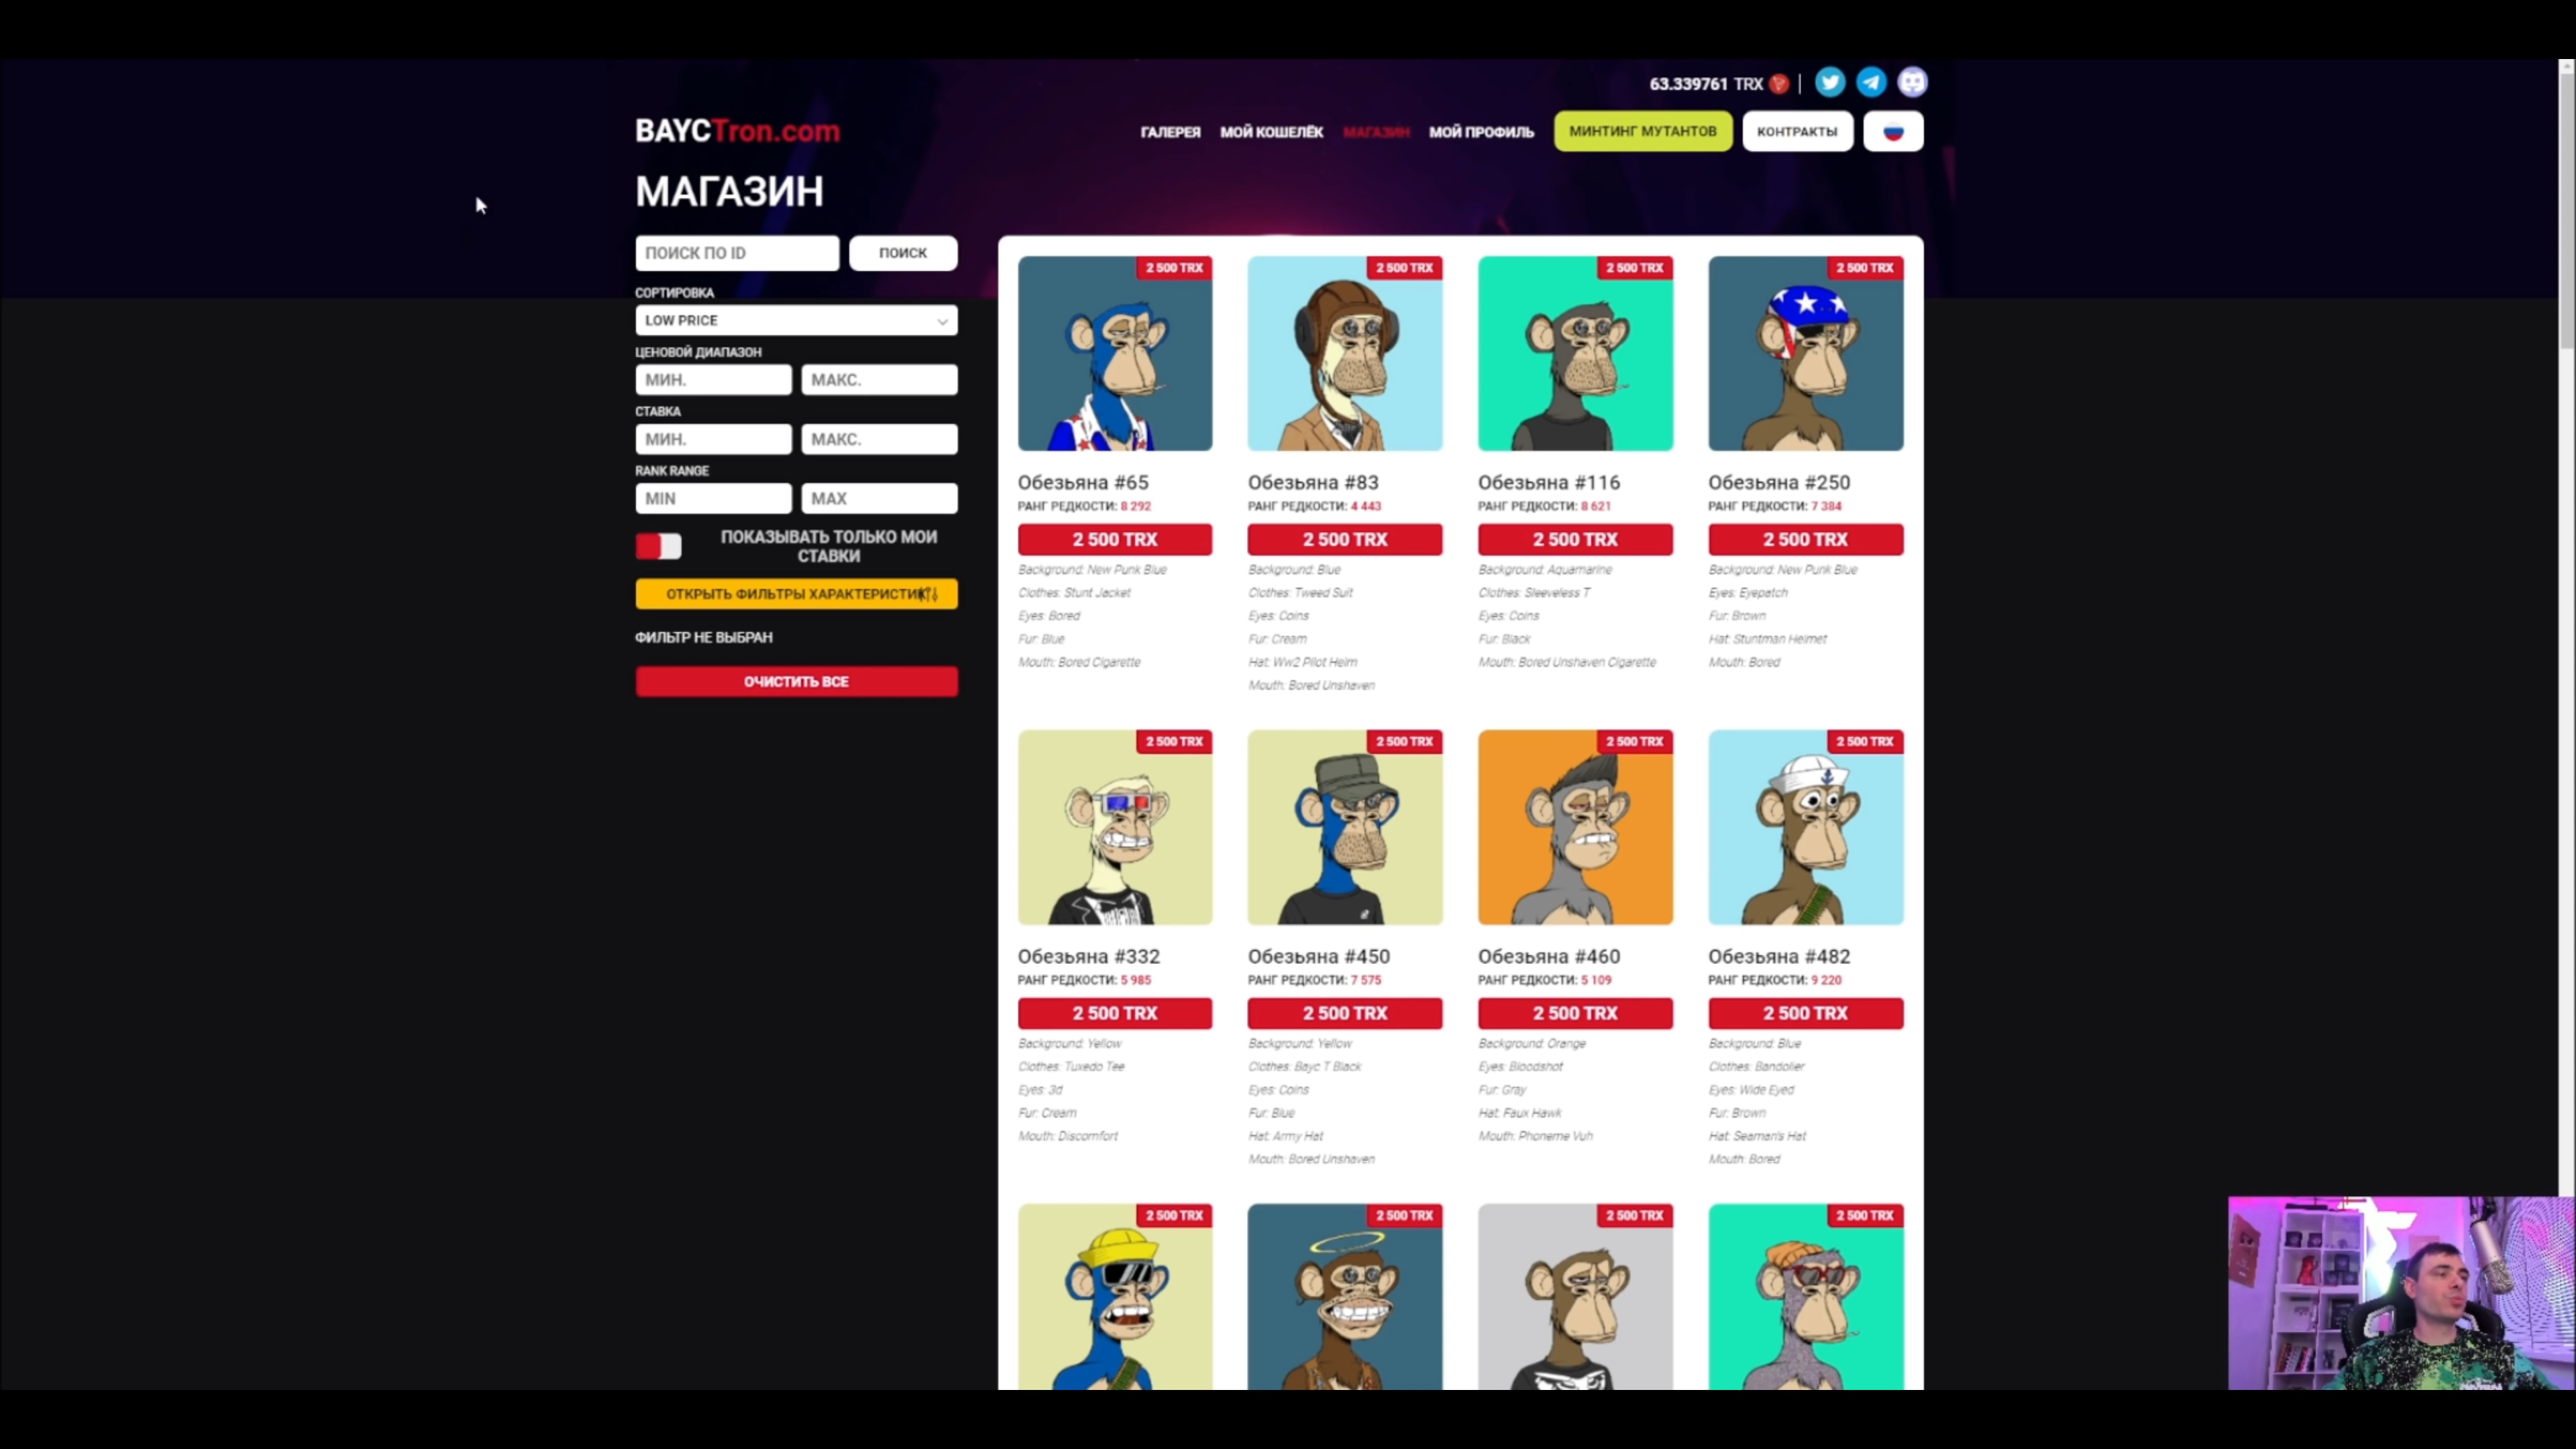 63.339761 TRX
BAYCTron.com
ГАЛЕРЕЯ МОЙ КОШЕЛЁК МАГАЗИН МОЙ ПРОФИЛЬ МИНТИНГ МУТАНТОВ КОНТРАКТЫ
МАГАЗИН
ПОИСК ПО ID ПОИСК
СОРТИРОВКА
LOW PRICE
ЦЕНОВОЙ ДИАПАЗОН
МИН. МАКС.
СТАВКА
МИН. МАКС.
RANK RANGE
MIN MAX
ПОКАЗЫВАТЬ ТОЛЬКО МОИ
СТАВКИ
ОТКРЫТЬ ФИЛЬТРЫ ХАРАКТЕРИСТИК
ФИЛЬТР НЕ ВЫБРАН
ОЧИСТИТЬ ВСЕ
2 500 TRX 2 500 TRX 2 500 TRX 2 500 TRX
Обезьяна #65 Обезьяна #83 Обезьяна #116 Обезьяна #250
РАНГ РЕДКОСТИ: 8 292 РАНГ РЕДКОСТИ: 4 443 РАНГ РЕДКОСТИ: 8 621 РАНГ РЕДКОСТИ: 7 384
2 500 TRX 2 500 TRX 2 500 TRX 2 500 TRX
Background: New Punk Blue Background: Blue Background: Aquamarine Background: New Punk Blue
Clothes: Stunt Jacket Clothes: Tweed Suit Clothes: Sleeveless T Eyes: Eyepatch
Eyes: Bored Eyes: Coins Eyes: Coins Fur: Brown
Fur: Blue Fur: Cream Fur: Black Hat: Stuntman Helmet
Mouth: Bored Cigarette Hat: Ww2 Pilot Helm Mouth: Bored Unshaven Cigarette Mouth: Bored
Mouth: Bored Unshaven
2 500 TRX 2 500 TRX 2 500 TRX 2 500 TRX
Обезьяна #332 Обезьяна #450 Обезьяна #460 Обезьяна #482
РАНГ РЕДКОСТИ: 5 985 РАНГ РЕДКОСТИ: 7 575 РАНГ РЕДКОСТИ: 5 109 РАНГ РЕДКОСТИ: 9 220
2 500 TRX 2 500 TRX 2 500 TRX 2 500 TRX
Background: Yellow Background: Yellow Background: Orange Background: Blue
Clothes: Tuxedo Tee Clothes: Bayc T Black Eyes: Bloodshot Clothes: Bandolier
Eyes: 3d Eyes: Coins Fur: Gray Eyes: Wide Eyed
Fur: Cream Fur: Blue Hat: Faux Hawk Fur: Brown
Mouth: Discomfort Hat: Army Hat Mouth: Phoneme Vuh Hat: Seaman's Hat
Mouth: Bored Unshaven Mouth: Bored
2 500 TRX 2 500 TRX 2 500 TRX 2 500 TRX